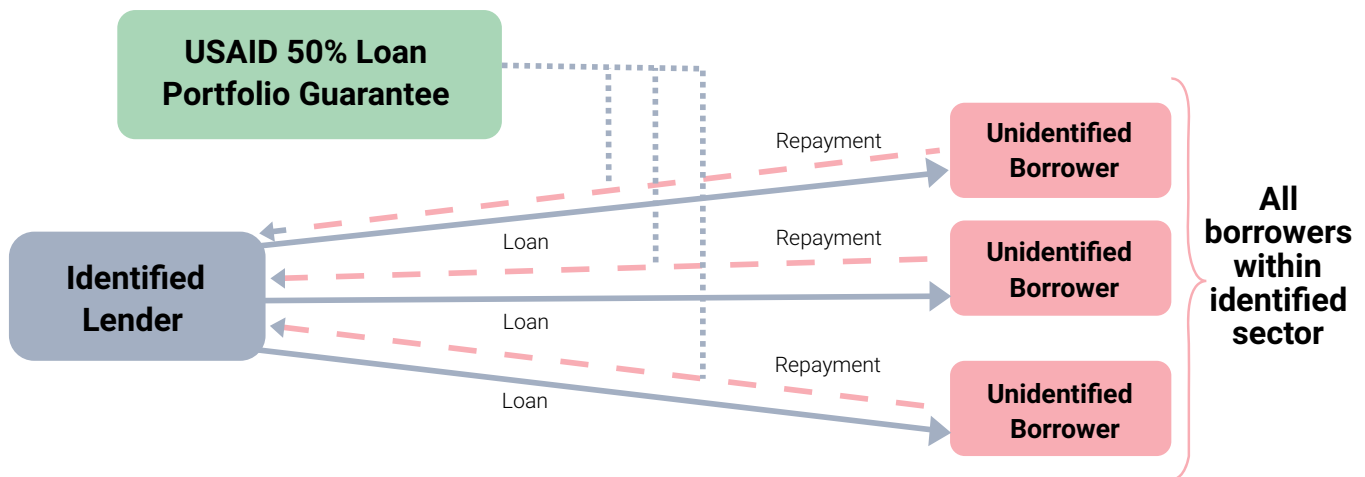 USAID 50% Loan
Portfolio Guarantee
Repayment
Unidentified
Borrower
Loan
Identified
Lender
Repayment
Unidentified
Borrower
Loan
Repayment
Unidentified
Borrower
Loan
All
borrowers
within
identified
sector